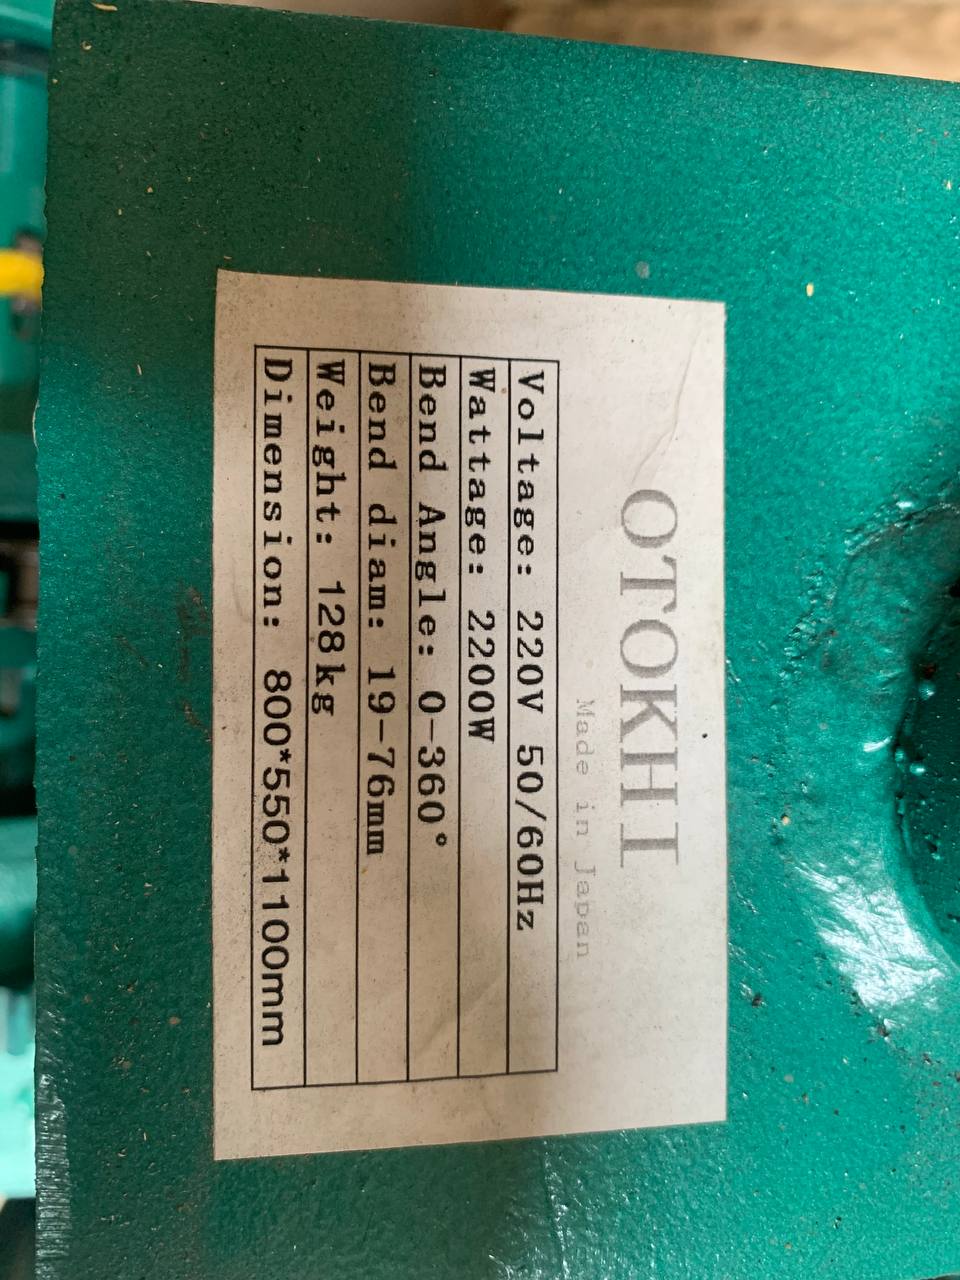 OTOKHI
Made in Japan
Voltage: 220V 50/60Hz
Wattage: 2200W
Bend Angle: 0-360°
Bend diam: 19-76mm
Weight: 128kg
Dimension: 800*550*1100mm